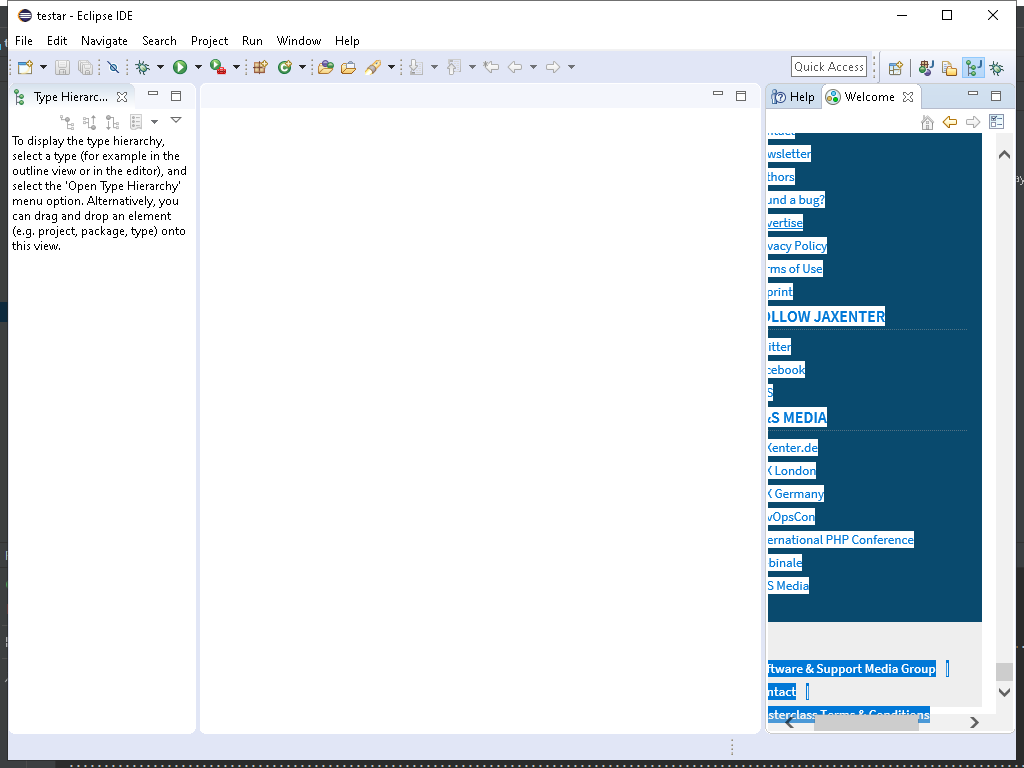 testar - Eclipse IDE
File Edit Navigate Search Project Run Window Help
Quick Access
Type Hierarc...
Help Welcome
To display the type hierarchy,
select a type (for example in the
outline view or in the editor), and
select the 'Open Type Hierarchy'
menu option. Alternatively, you
can drag and drop an element
(e.g. project, package, type) onto
this view.
wsletter
thors
und a bug?
vertise
vacy Policy
rms of Use
print
OLLOW JAXENTER
itter
cebook
S
&S MEDIA
Xenter.de
X London
X Germany
vOpsCon
ernational PHP Conference
binale
S Media
ftware & Support Media Group
ntact
sterclass Terms & Conditions